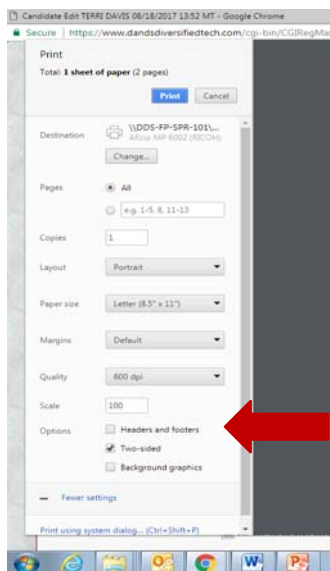 Candidate Edit TERRI DAVIS 08/18/2017 13:52 MT - Google Chrome
Secure | https://www.dandsdiversifiedtech.com/cgi-bin/CGIRegMa
Print
Total: 1 sheet of paper (2 pages)
Print Cancel
Destination \\DDS-FP-SPR-101\...
Aficio MP 6002 (RICOH)
Change...
Pages All
e.g. 1-5, 8, 11-13
Copies 1
Layout Portrait
Paper size Letter (8.5" x 11")
Margins Default
Quality 600 dpi
Scale 100
Options Headers and footers
Two-sided
Background graphics
Fewer settings
Print using system dialog... (Ctrl+Shift+P)